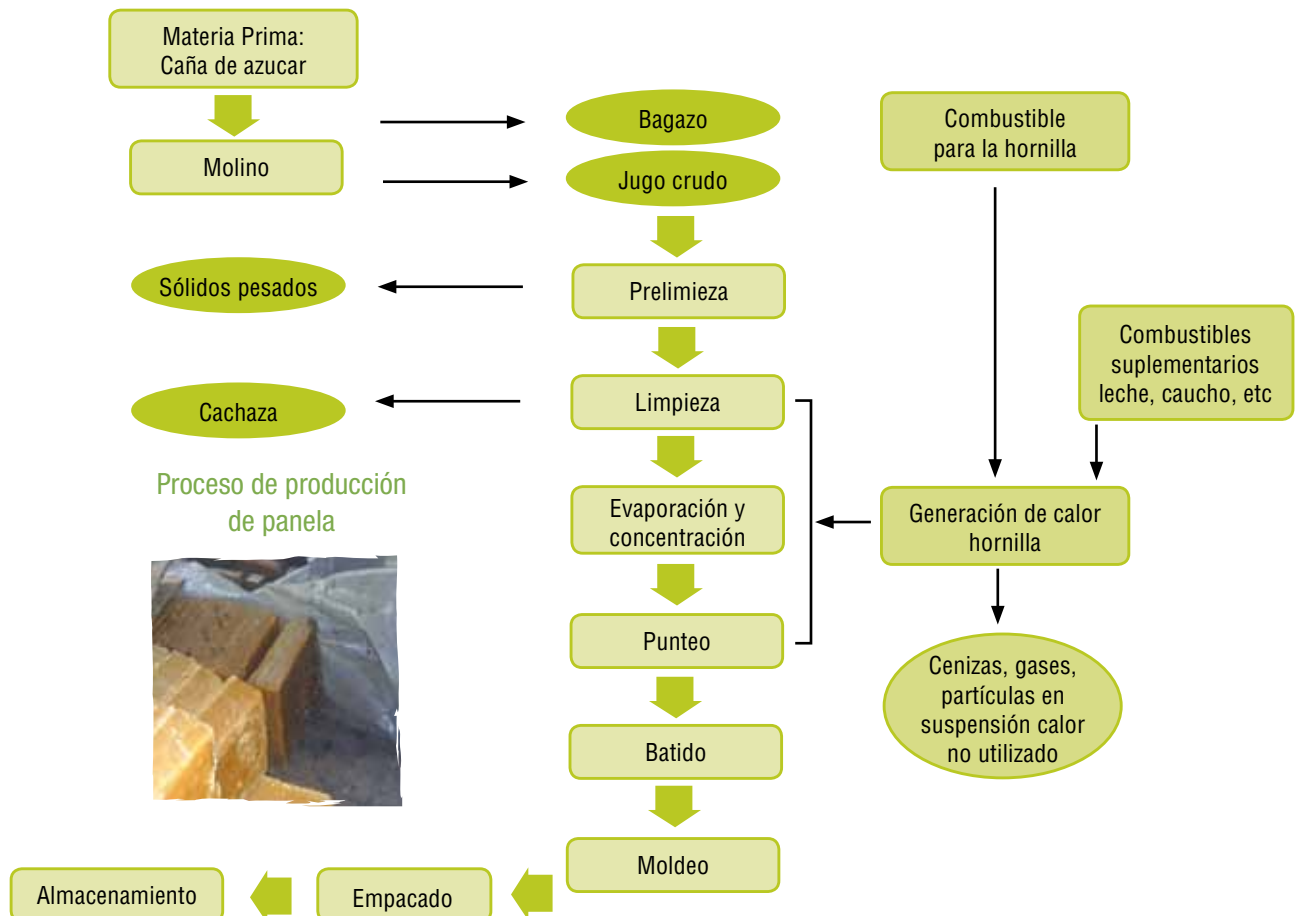 Materia Prima:
Caña de azucar
Molino
Bagazo
Jugo crudo
Combustible
para la hornilla
Sólidos pesados
Prelimieza
Combustibles
suplementarios
leche, caucho, etc
Cachaza
Limpieza
Proceso de producción
de panela
Evaporación y
concentración
Generación de calor
hornilla
Punteo
Cenizas, gases,
partículas en
suspensión calor
no utilizado
Batido
Moldeo
Empacado
Almacenamiento